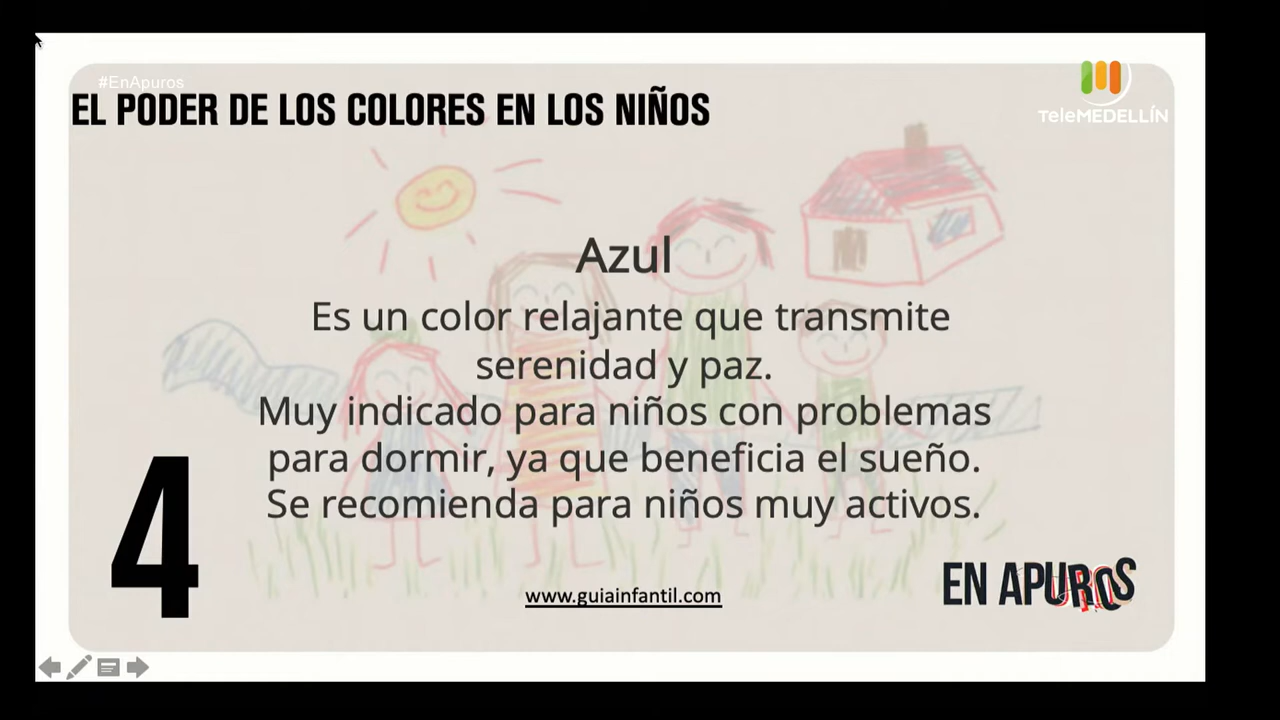 #EnApuros
EL PODER DE LOS COLORES EN LOS NIÑOS
TeleMEDELLÍN
Azul
Es un color relajante que transmite
serenidad y paz.
Muy indicado para niños con problemas
para dormir, ya que beneficia el sueño.
Se recomienda para niños muy activos.
4
www.guiainfantil.com
EN APUROS